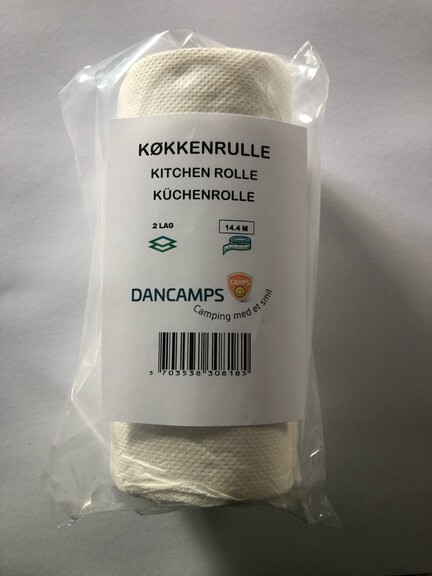 KØKKENRULLE
KITCHEN ROLLE
KÜCHENROLLE
2 LAG
14.4 M
DANCAMPS
CAMPS
Camping med et smil
5 703538 308185